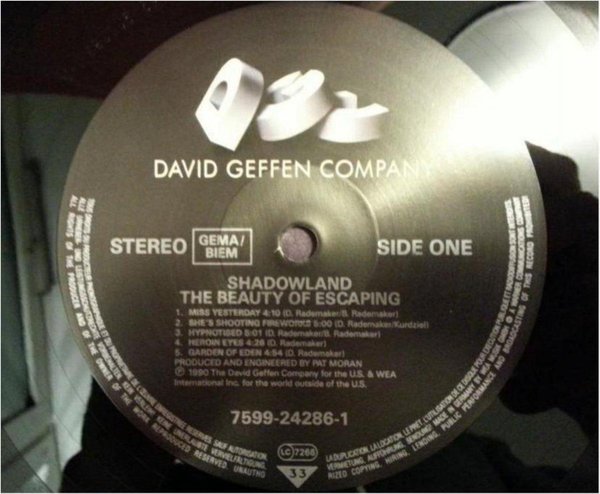 DGC
DAVID GEFFEN COMPANY
STEREO
GEMA/
BIEM
SIDE ONE
SHADOWLAND
THE BEAUTY OF ESCAPING
1. MISS YESTERDAY 4:10 (D. Rademaker/B. Rademaker)
2. SHE'S SHOOTING FIREWORKS 5:00 (D. Rademaker/Kurdziel)
3. HYPNOTISED 5:01 (D. Rademaker/B. Rademaker)
4. HEROIN EYES 4:26 (D. Rademaker)
5. GARDEN OF EDEN 4:54 (D. Rademaker)
PRODUCED AND ENGINEERED BY PAT MORAN
℗ 1990 The David Geffen Company for the U.S. & WEA
International Inc. for the world outside of the U.S.
7599-24286-1
LC 7266
33